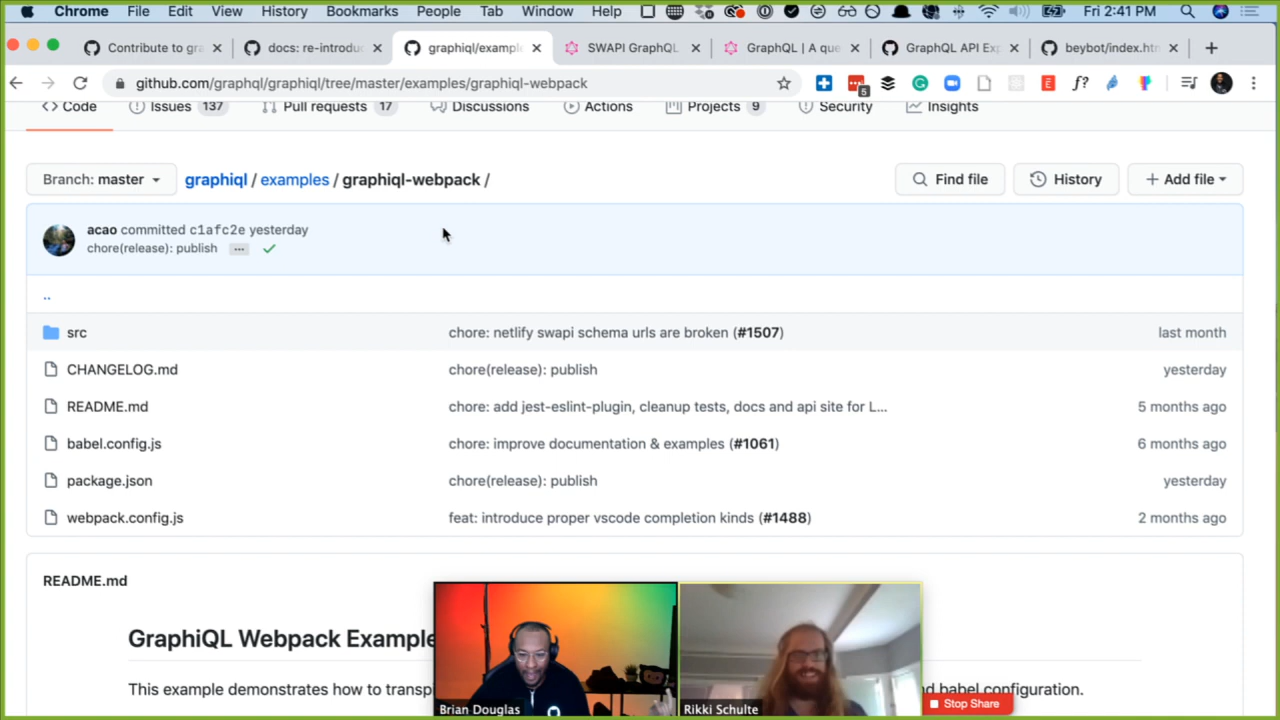 Chrome File Edit View History Bookmarks People Tab Window Help Fri 2:41 PM
Contribute to gra docs: re-introdu graphiql/example SWAPI GraphQL GraphQL | A que GraphQL API Exp beybot/index.htm
github.com/graphql/graphiql/tree/master/examples/graphiql-webpack
5
Code Issues 137 Pull requests 17 Discussions Actions Projects 9 Security Insights
Branch: master graphiql / examples / graphiql-webpack / Find file History Add file
acao committed c1afc2e yesterday
chore(release): publish ...
..
src chore: netlify swapi schema urls are broken (#1507) last month
CHANGELOG.md chore(release): publish yesterday
README.md chore: add jest-eslint-plugin, cleanup tests, docs and api site for L... 5 months ago
babel.config.js chore: improve documentation & examples (#1061) 6 months ago
package.json chore(release): publish yesterday
webpack.config.js feat: introduce proper vscode completion kinds (#1488) 2 months ago
README.md
GraphiQL Webpack Example
This example demonstrates how to transp d babel configuration.
Brian Douglas Rikki Schulte Stop Share